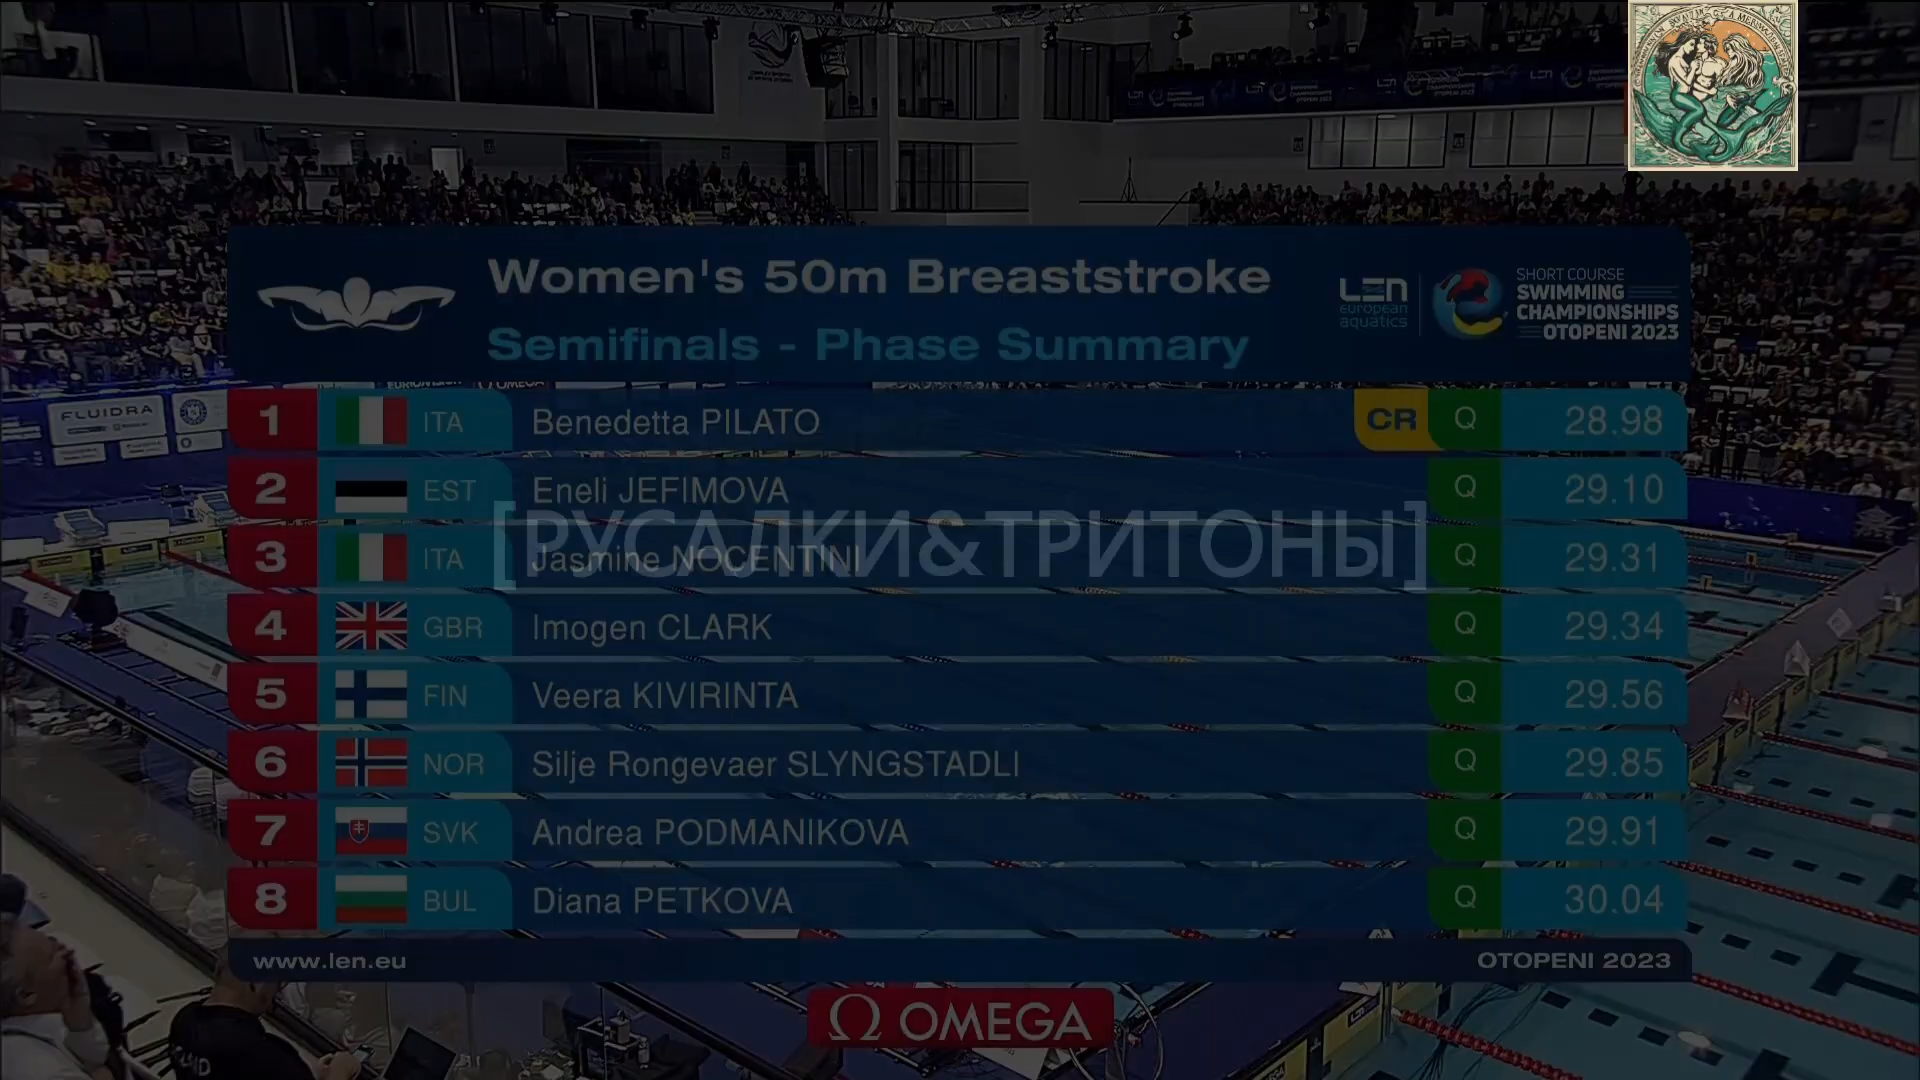 Women's 50m Breaststroke
Semifinals - Phase Summary
LEN
european
aquatics
SHORT COURSE
SWIMMING
CHAMPIONSHIPS
OTOPENI 2023
1 ITA Benedetta PILATO CR Q 28.98
2 EST Eneli JEFIMOVA Q 29.10
[РУСАЛКИ&ТРИТОНЫ]
3 ITA Jasmine NOCENTINI Q 29.31
4 GBR Imogen CLARK Q 29.34
5 FIN Veera KIVIRINTA Q 29.56
6 NOR Silje Rongevaer SLYNGSTADLI Q 29.85
7 SVK Andrea PODMANIKOVA Q 29.91
8 BUL Diana PETKOVA Q 30.04
www.len.eu OTOPENI 2023
Ω OMEGA
FLUIDRA